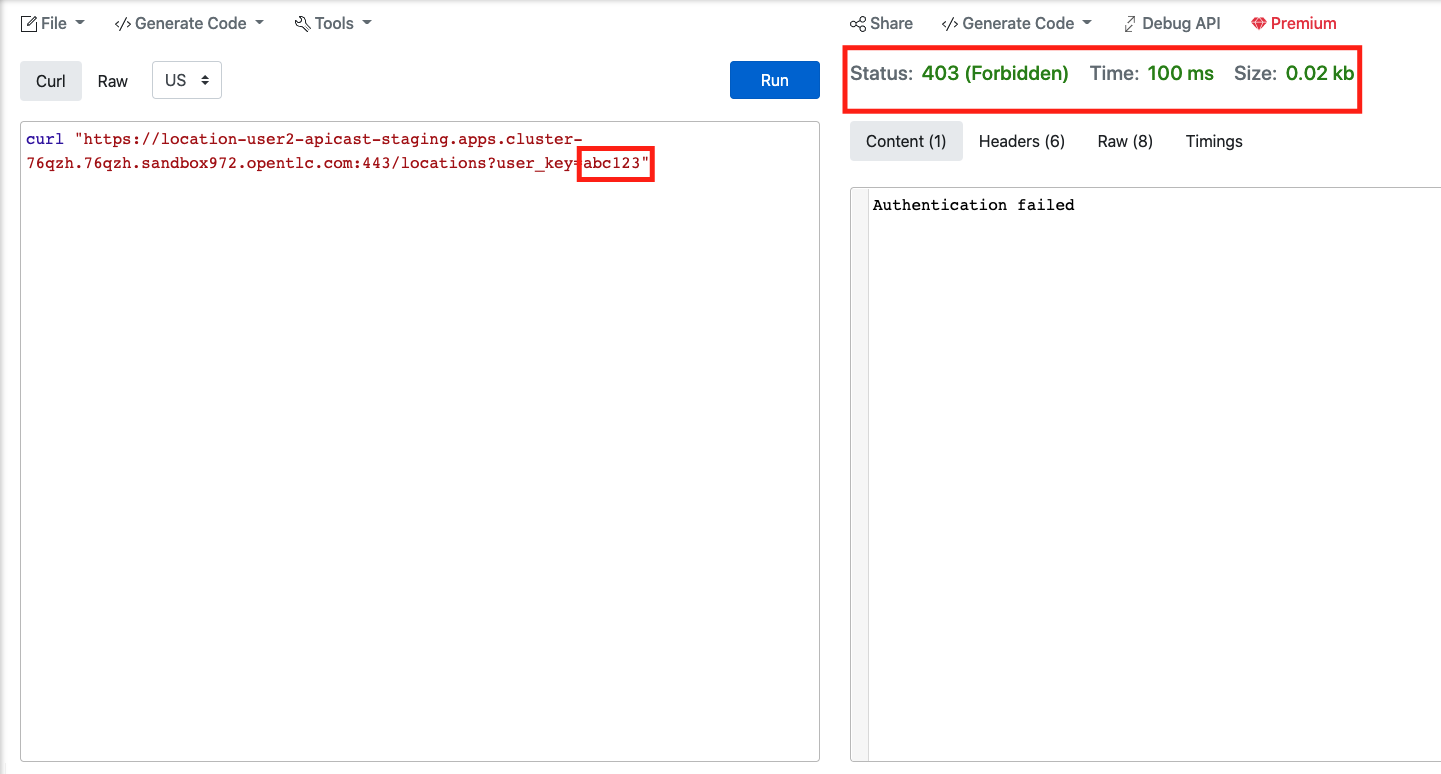 File </> Generate Code Tools
Curl Raw US Run
curl "https://location-user2-apicast-staging.apps.cluster-
76qzh.76qzh.sandbox972.opentlc.com:443/locations?user_key=abc123"
Share </> Generate Code Debug API Premium
Status: 403 (Forbidden) Time: 100 ms Size: 0.02 kb
Content (1) Headers (6) Raw (8) Timings
Authentication failed